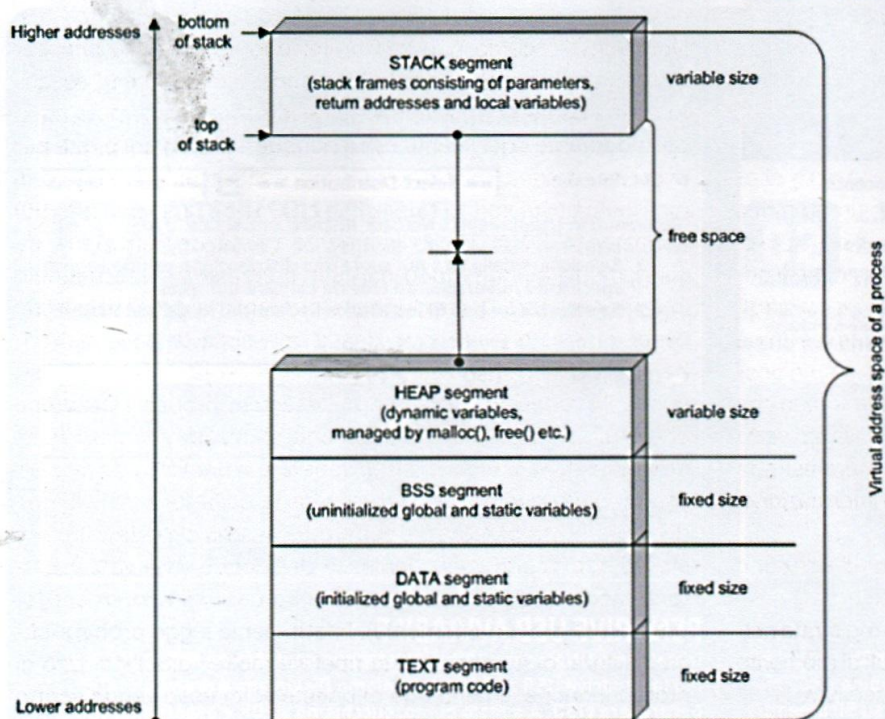 Higher addresses
bottom
of stack
STACK segment
(stack frames consisting of parameters,
return addresses and local variables)
variable size
top
of stack
free space
HEAP segment
(dynamic variables,
managed by malloc(), free() etc.)
variable size
BSS segment
(uninitialized global and static variables)
fixed size
DATA segment
(initialized global and static variables)
fixed size
TEXT segment
(program code)
fixed size
Lower addresses
Virtual address space of a process